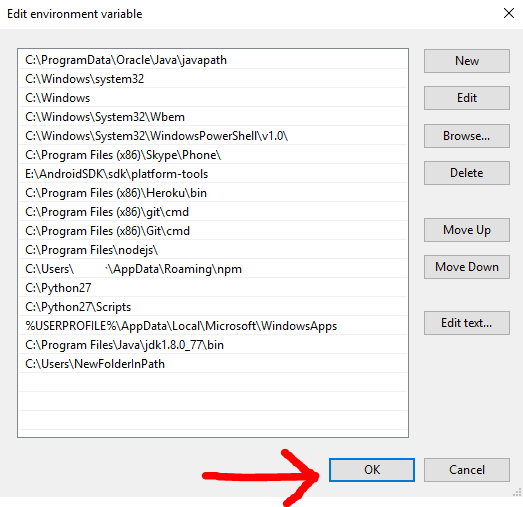 Edit environment variable
C:\ProgramData\Oracle\Java\javapath
C:\Windows\system32
C:\Windows
C:\Windows\System32\Wbem
C:\Windows\System32\WindowsPowerShell\v1.0\
C:\Program Files (x86)\Skype\Phone\
E:\AndroidSDK\sdk\platform-tools
C:\Program Files (x86)\Heroku\bin
C:\Program Files (x86)\git\cmd
C:\Program Files (x86)\Git\cmd
C:\Program Files\nodejs\
C:\Users\ \AppData\Roaming\npm
C:\Python27
C:\Python27\Scripts
%USERPROFILE%\AppData\Local\Microsoft\WindowsApps
C:\Program Files\Java\jdk1.8.0_77\bin
C:\Users\NewFolderInPath
New
Edit
Browse...
Delete
Move Up
Move Down
Edit text...
OK
Cancel